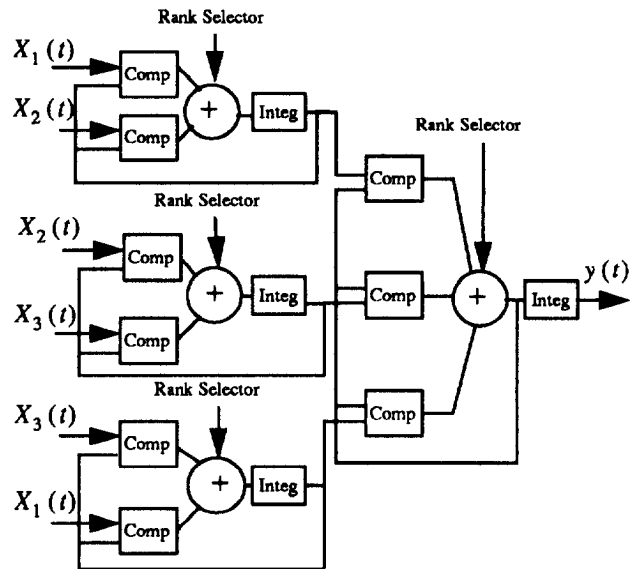 Rank Selector
X1 (t)
Comp
+
Integ
X2 (t)
Comp
Rank Selector
Comp
Rank Selector
X2 (t)
Comp
+
Integ
X3 (t)
Comp
Comp
+
Integ
y (t)
Rank Selector
X3 (t)
Comp
+
Integ
X1 (t)
Comp
Comp